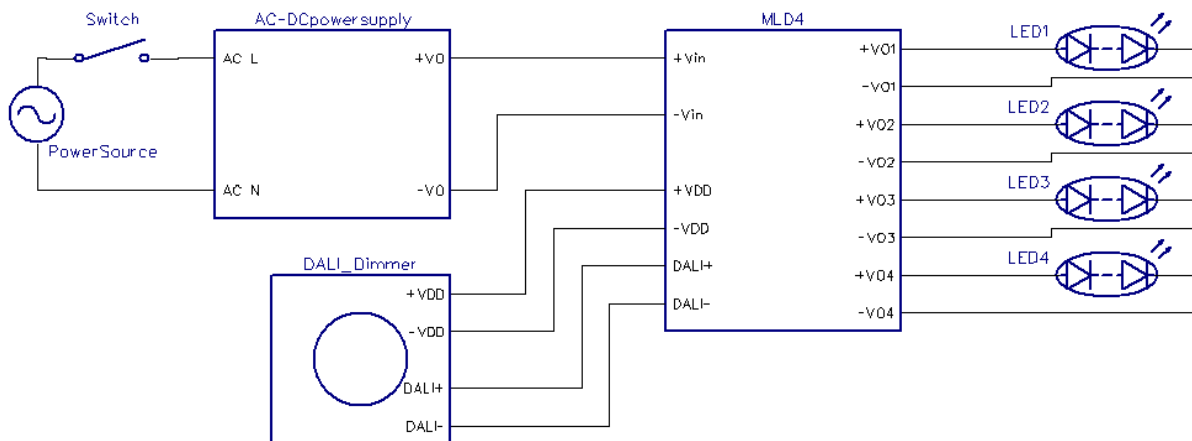 Switch
AC-DCpowersupply
MLD4
PowerSource
AC L
AC N
+VO
-VO
+Vin
-Vin
+VDD
-VDD
DALI+
DALI-
+VO1
-VO1
+VO2
-VO2
+VO3
-VO3
+VO4
-VO4
LED1
LED2
LED3
LED4
DALI_Dimmer
+VDD
-VDD
DALI+
DALI-